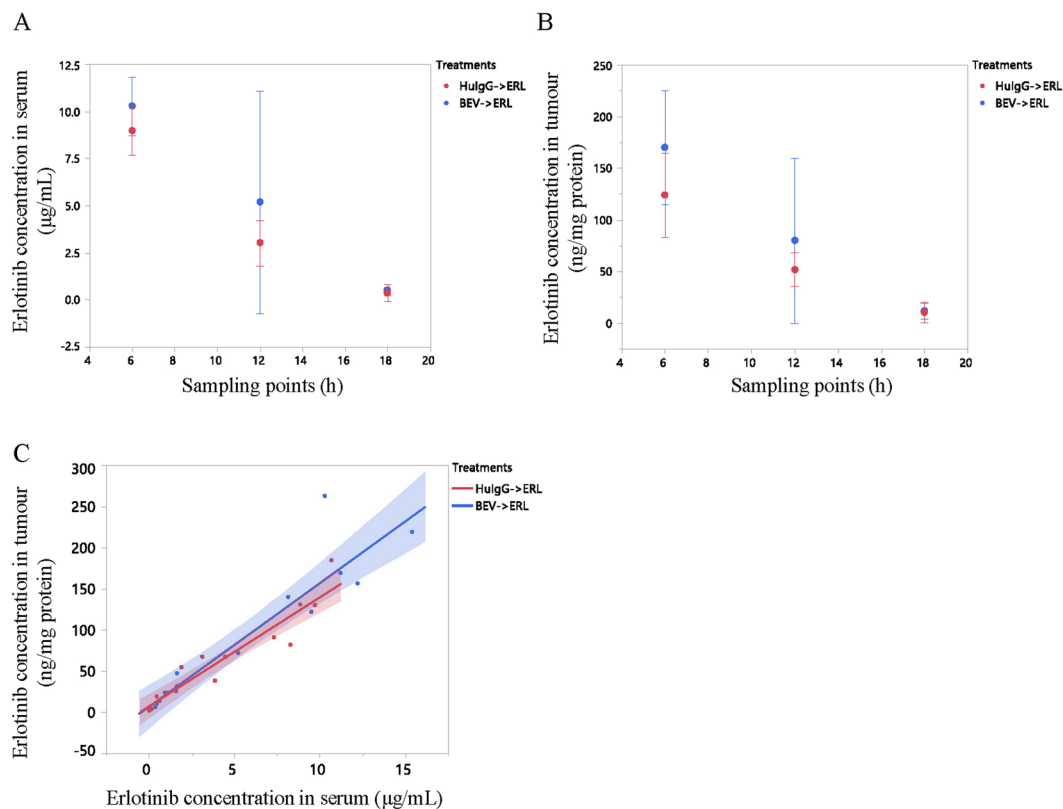 A
Treatments
HuIgG->ERL
BEV->ERL
Erlotinib concentration in serum
(µg/mL)
12.5
10.0
7.5
5.0
2.5
0.0
-2.5
4 6 8 10 12 14 16 18 20
Sampling points (h)
B
Treatments
HuIgG->ERL
BEV->ERL
Erlotinib concentration in tumour
(ng/mg protein)
250
200
150
100
50
0
4 6 8 10 12 14 16 18 20
Sampling points (h)
C
Treatments
HuIgG->ERL
BEV->ERL
Erlotinib concentration in tumour
(ng/mg protein)
300
250
200
150
100
50
0
-50
0 5 10 15
Erlotinib concentration in serum (µg/mL)